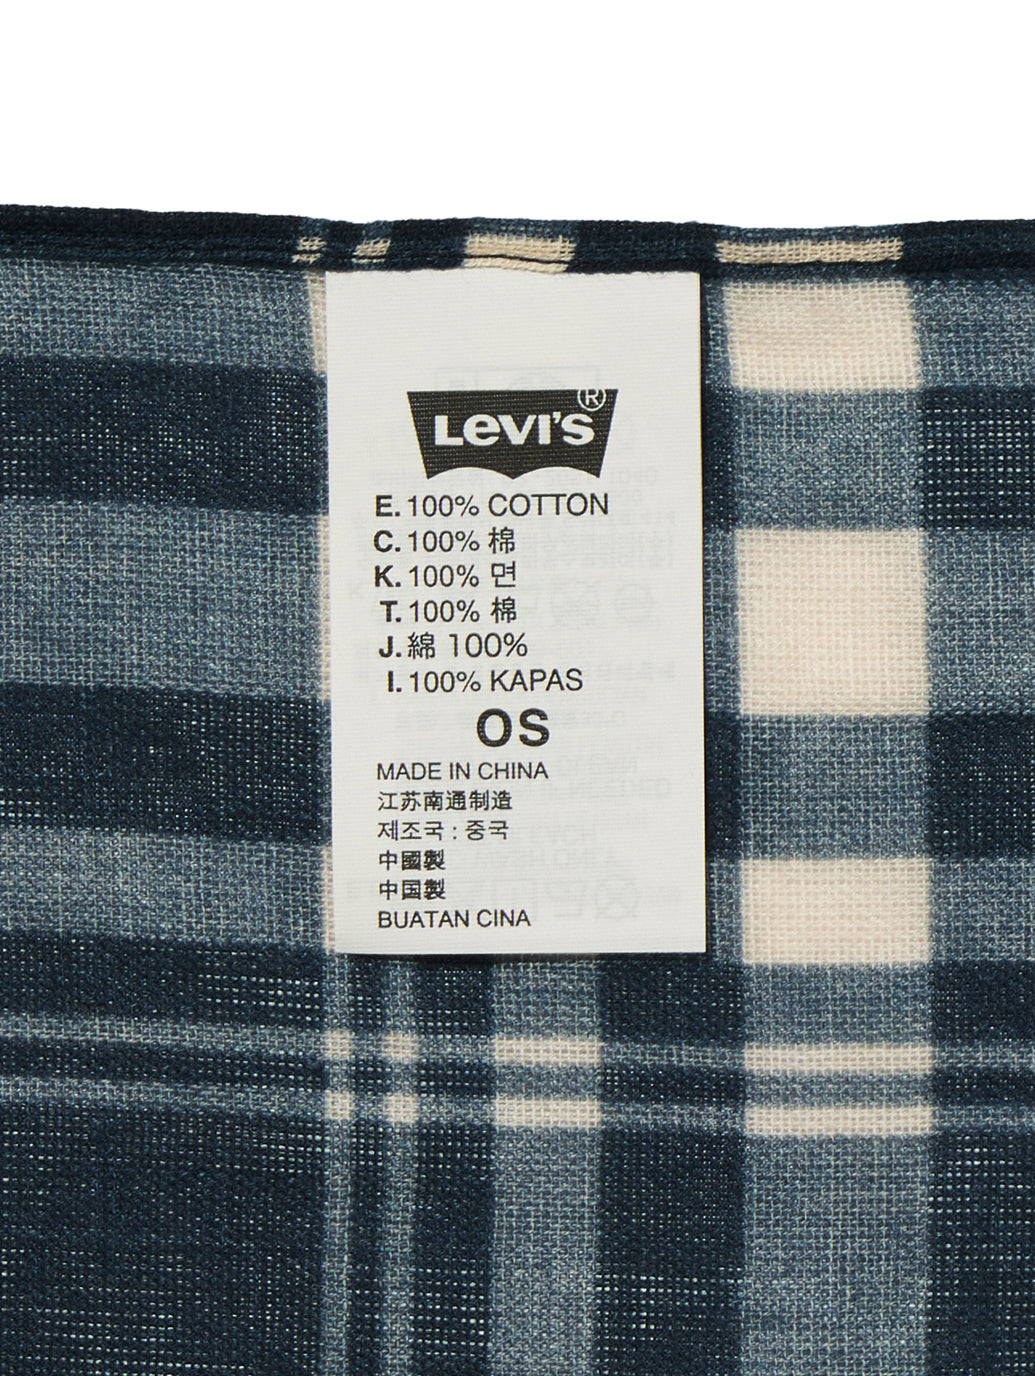 LEVI'S®
E. 100% COTTON
C. 100% 棉
K. 100% 면
T. 100% 棉
J. 綿 100%
I. 100% KAPAS
OS
MADE IN CHINA
江苏南通制造
제조국 : 중국
中國製
中国製
BUATAN CINA